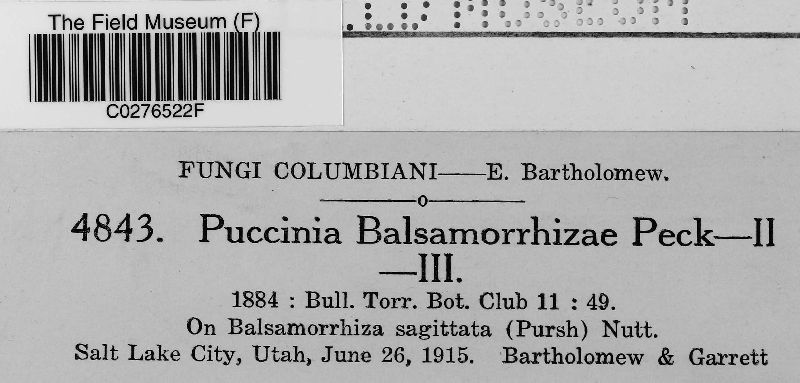 The Field Museum (F)
C0276522F
FUNGI COLUMBIANI——E. Bartholomew.
4843. Puccinia Balsamorrhizae Peck—II
—III.
1884 : Bull. Torr. Bot. Club 11 : 49.
On Balsamorrhiza sagittata (Pursh) Nutt.
Salt Lake City, Utah, June 26, 1915. Bartholomew & Garrett